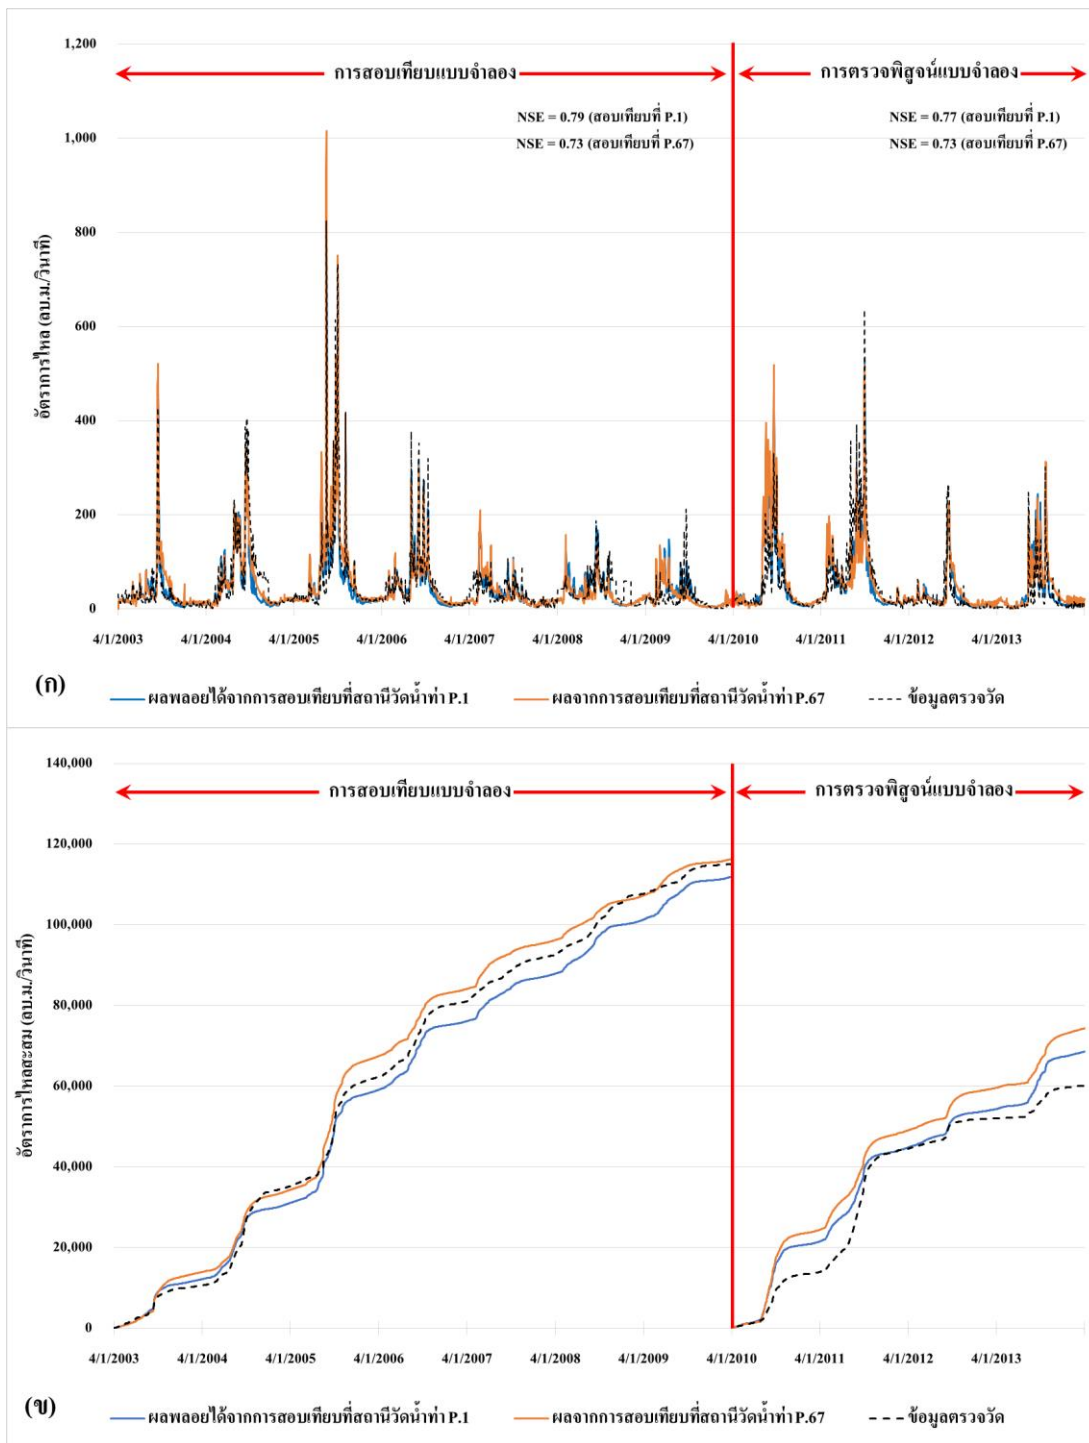 1,200
การสอบเทียบแบบจำลอง
การตรวจพิสูจน์แบบจำลอง
NSE = 0.79 (สอบเทียบที่ P.1)
NSE = 0.77 (สอบเทียบที่ P.1)
1,000
NSE = 0.73 (สอบเทียบที่ P.67)
NSE = 0.73 (สอบเทียบที่ P.67)
800
อัตราการไหล (ลบ.ม./วินาที)
600
400
200
0
4/1/2003 4/1/2004 4/1/2005 4/1/2006 4/1/2007 4/1/2008 4/1/2009 4/1/2010 4/1/2011 4/1/2012 4/1/2013
(ก)
ผลพลอยได้จากการสอบเทียบที่สถานีวัดน้ำท่า P.1 ผลจากการสอบเทียบที่สถานีวัดน้ำท่า P.67 ข้อมูลตรวจวัด
140,000
การสอบเทียบแบบจำลอง
การตรวจพิสูจน์แบบจำลอง
120,000
100,000
80,000
อัตราการไหลสะสม (ลบ.ม./วินาที)
60,000
40,000
20,000
0
4/1/2003 4/1/2004 4/1/2005 4/1/2006 4/1/2007 4/1/2008 4/1/2009 4/1/2010 4/1/2011 4/1/2012 4/1/2013
(ข)
ผลพลอยได้จากการสอบเทียบที่สถานีวัดน้ำท่า P.1 ผลจากการสอบเทียบที่สถานีวัดน้ำท่า P.67 ข้อมูลตรวจวัด